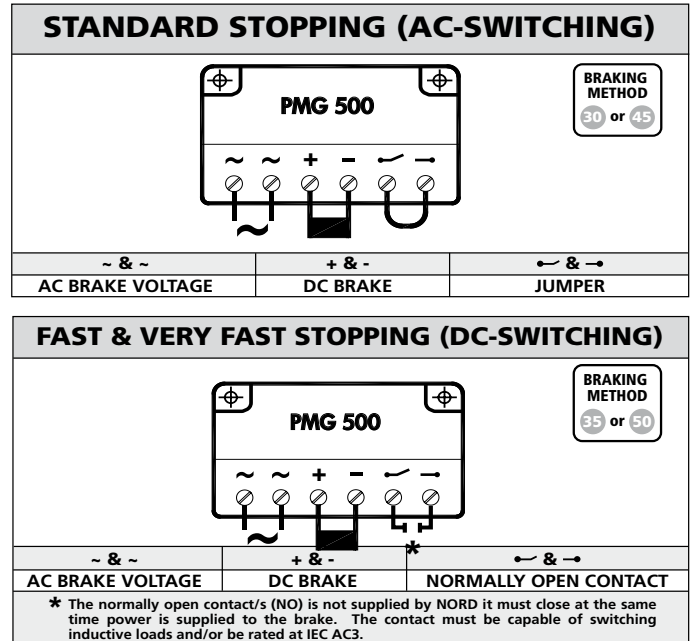 STANDARD STOPPING (AC-SWITCHING)
BRAKING
METHOD
30 or 45
PMG 500
~ ~ + -
~
~ & ~ + & - &
AC BRAKE VOLTAGE DC BRAKE JUMPER
FAST & VERY FAST STOPPING (DC-SWITCHING)
BRAKING
METHOD
35 or 50
PMG 500
~ ~ + -
~ *
~ & ~ + & - &
AC BRAKE VOLTAGE DC BRAKE NORMALLY OPEN CONTACT
* The normally open contact/s (NO) is not supplied by NORD it must close at the same
time power is supplied to the brake. The contact must be capable of switching
inductive loads and/or be rated at IEC AC3.